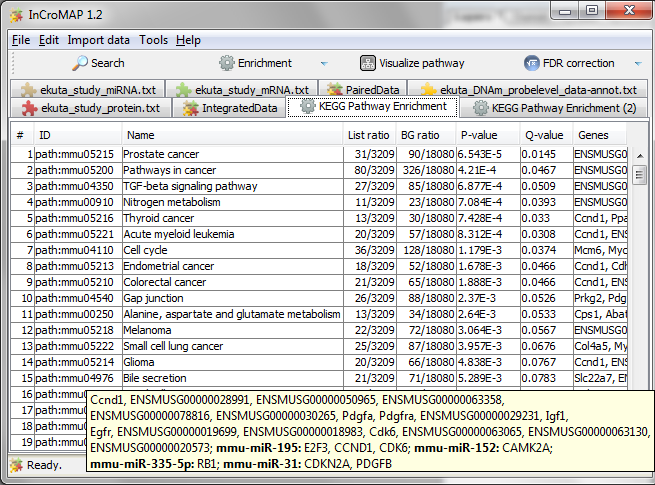 InCroMAP 1.2
File Edit Import data Tools Help
Search Enrichment Visualize pathway FDR correction
ekuta_study_miRNA.txt ekuta_study_mRNA.txt PairedData ekuta_DNAm_probelevel_data-annot.txt
ekuta_study_protein.txt IntegratedData KEGG Pathway Enrichment KEGG Pathway Enrichment (2)
# ID Name List ratio BG ratio P-value Q-value Genes
1 path:mmu05215 Prostate cancer 31/3209 90/18080 6.543E-5 0.0145 ENSMUSG0
2 path:mmu05200 Pathways in cancer 80/3209 326/18080 4.21E-4 0.0467 ENSMUSG0
3 path:mmu04350 TGF-beta signaling pathway 27/3209 85/18080 6.877E-4 0.0509 ENSMUSG0
4 path:mmu00910 Nitrogen metabolism 11/3209 23/18080 7.084E-4 0.0393 ENSMUSG0
5 path:mmu05216 Thyroid cancer 13/3209 30/18080 7.428E-4 0.033 Ccnd1, Ppa
6 path:mmu05221 Acute myeloid leukemia 20/3209 57/18080 8.312E-4 0.0308 ENSMUSG0
7 path:mmu04110 Cell cycle 36/3209 128/18080 1.179E-3 0.0374 Mcm6, Myc
8 path:mmu05213 Endometrial cancer 18/3209 52/18080 1.678E-3 0.0466 Ccnd1, Cdh
9 path:mmu05210 Colorectal cancer 21/3209 65/18080 1.888E-3 0.0466 Ccnd1, ENS
10 path:mmu04540 Gap junction 26/3209 88/18080 2.37E-3 0.0526 Prkg2, Pdg
11 path:mmu00250 Alanine, aspartate and glutamate metabolism 13/3209 34/18080 2.64E-3 0.0533 Cps1, Abat
12 path:mmu05218 Melanoma 22/3209 72/18080 3.064E-3 0.0567 ENSMUSG0
13 path:mmu05222 Small cell lung cancer 25/3209 87/18080 3.957E-3 0.0676 Col4a5, My
14 path:mmu05214 Glioma 20/3209 66/18080 4.838E-3 0.0767 Ccnd1, ENS
15 path:mmu04976 Bile secretion 21/3209 71/18080 5.289E-3 0.0783 Slc22a7, E
16 path
17 path
18 path
19 path
Ccnd1, ENSMUSG00000028991, ENSMUSG00000050965, ENSMUSG00000063358,
ENSMUSG00000078816, ENSMUSG00000030265, Pdgfa, Pdgfra, ENSMUSG00000029231, Igf1,
Egfr, ENSMUSG00000019699, ENSMUSG00000018983, Cdk6, ENSMUSG00000063065, ENSMUSG00000063130,
ENSMUSG00000020573; mmu-miR-195: E2F3, CCND1, CDK6; mmu-miR-152: CAMK2A;
mmu-miR-335-5p: RB1; mmu-miR-31: CDKN2A, PDGFB
Ready.